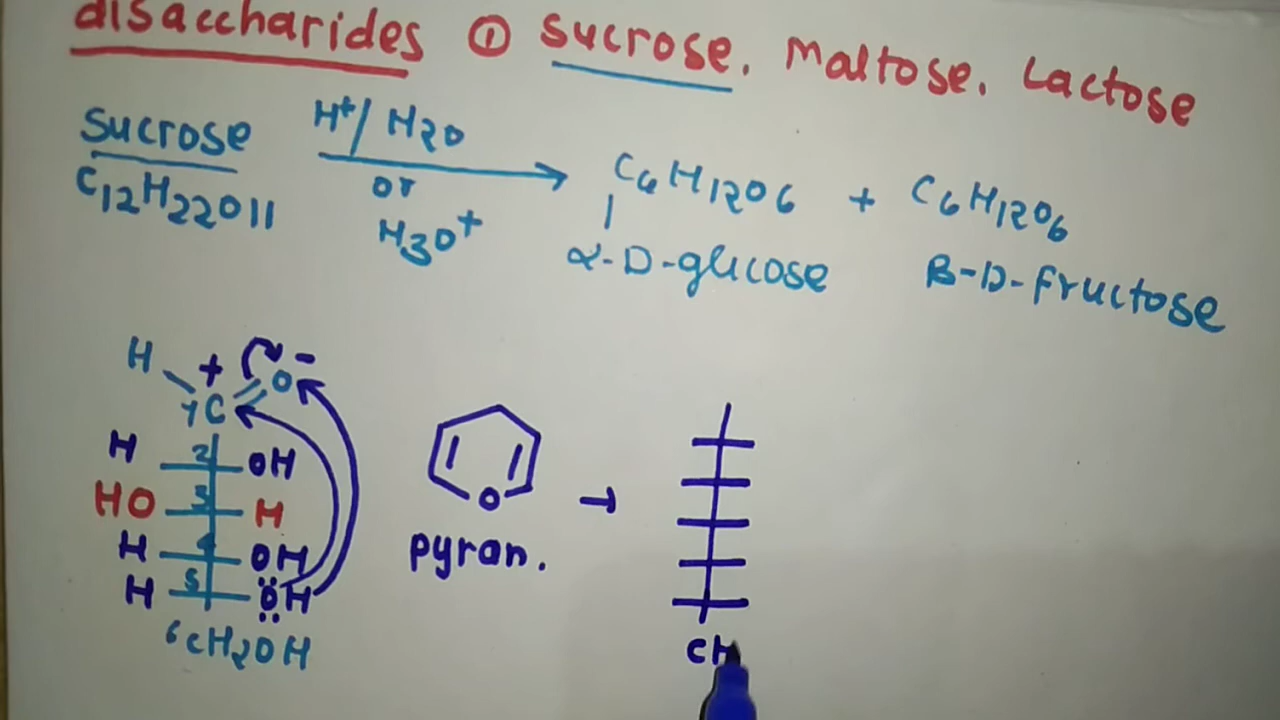 disaccharides ① sucrose. Maltose. Lactose
sucrose H+/H2O
C12H22O11 or C6H12O6 + C6H12O6
H3O+ α-D-glucose B-D-fructose
H + -
1C O
H 2 OH
HO 3 H
H 4 OH
H 5 OH
6CH2OH
O
pyran.
CH